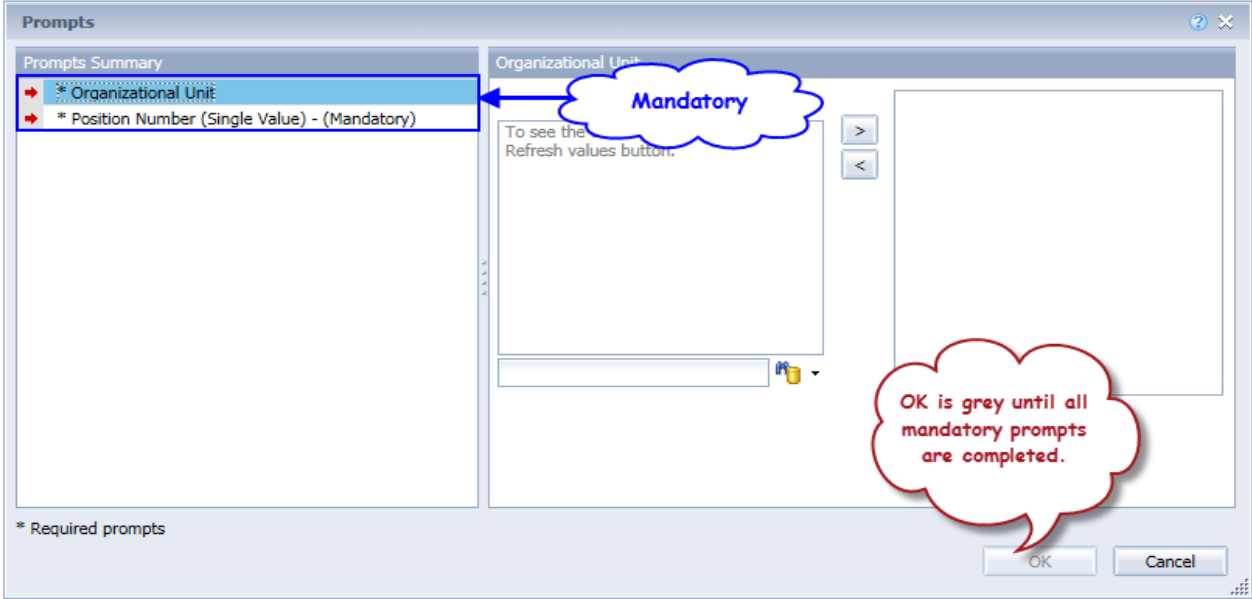 Prompts
Prompts Summary
* Organizational Unit
* Position Number (Single Value) - (Mandatory)
Organizational Unit
Mandatory
To see the
Refresh values button.
>
<
OK is grey until all
mandatory prompts
are completed.
* Required prompts
OK
Cancel